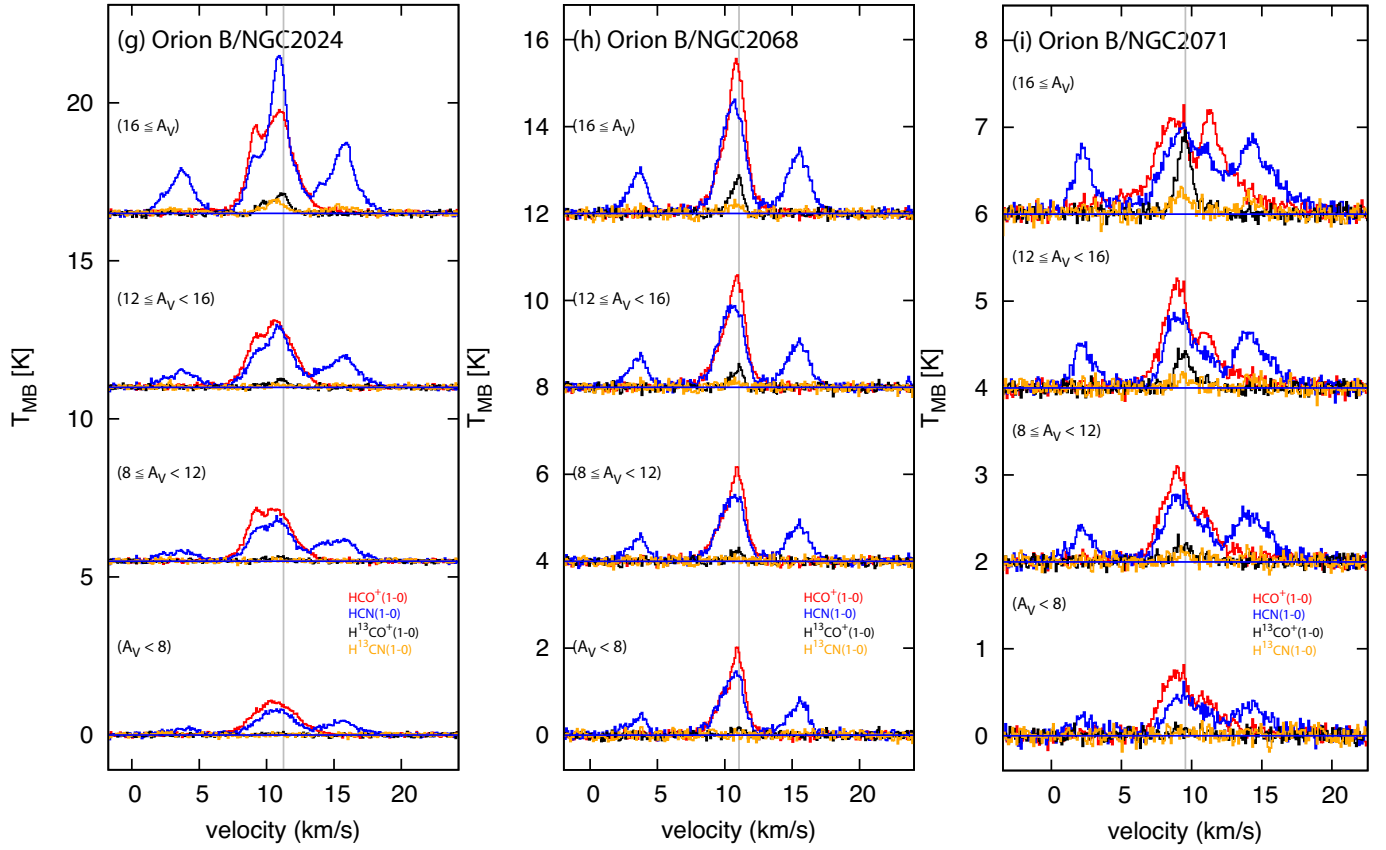 (g) Orion B/NGC2024
(16 ≦ A_V)
(12 ≦ A_V < 16)
(8 ≦ A_V < 12)
(A_V < 8)
HCO⁺(1-0)
HCN(1-0)
H¹³CO⁺(1-0)
H¹³CN(1-0)
T_MB [K]
20
15
10
5
0
0 5 10 15 20
velocity (km/s)
(h) Orion B/NGC2068
(16 ≦ A_V)
(12 ≦ A_V < 16)
(8 ≦ A_V < 12)
(A_V < 8)
HCO⁺(1-0)
HCN(1-0)
H¹³CO⁺(1-0)
H¹³CN(1-0)
T_MB [K]
16
14
12
10
8
6
4
2
0
0 5 10 15 20
velocity (km/s)
(i) Orion B/NGC2071
(16 ≦ A_V)
(12 ≦ A_V < 16)
(8 ≦ A_V < 12)
(A_V < 8)
HCO⁺(1-0)
HCN(1-0)
H¹³CO⁺(1-0)
H¹³CN(1-0)
T_MB [K]
8
7
6
5
4
3
2
1
0
0 5 10 15 20
velocity (km/s)